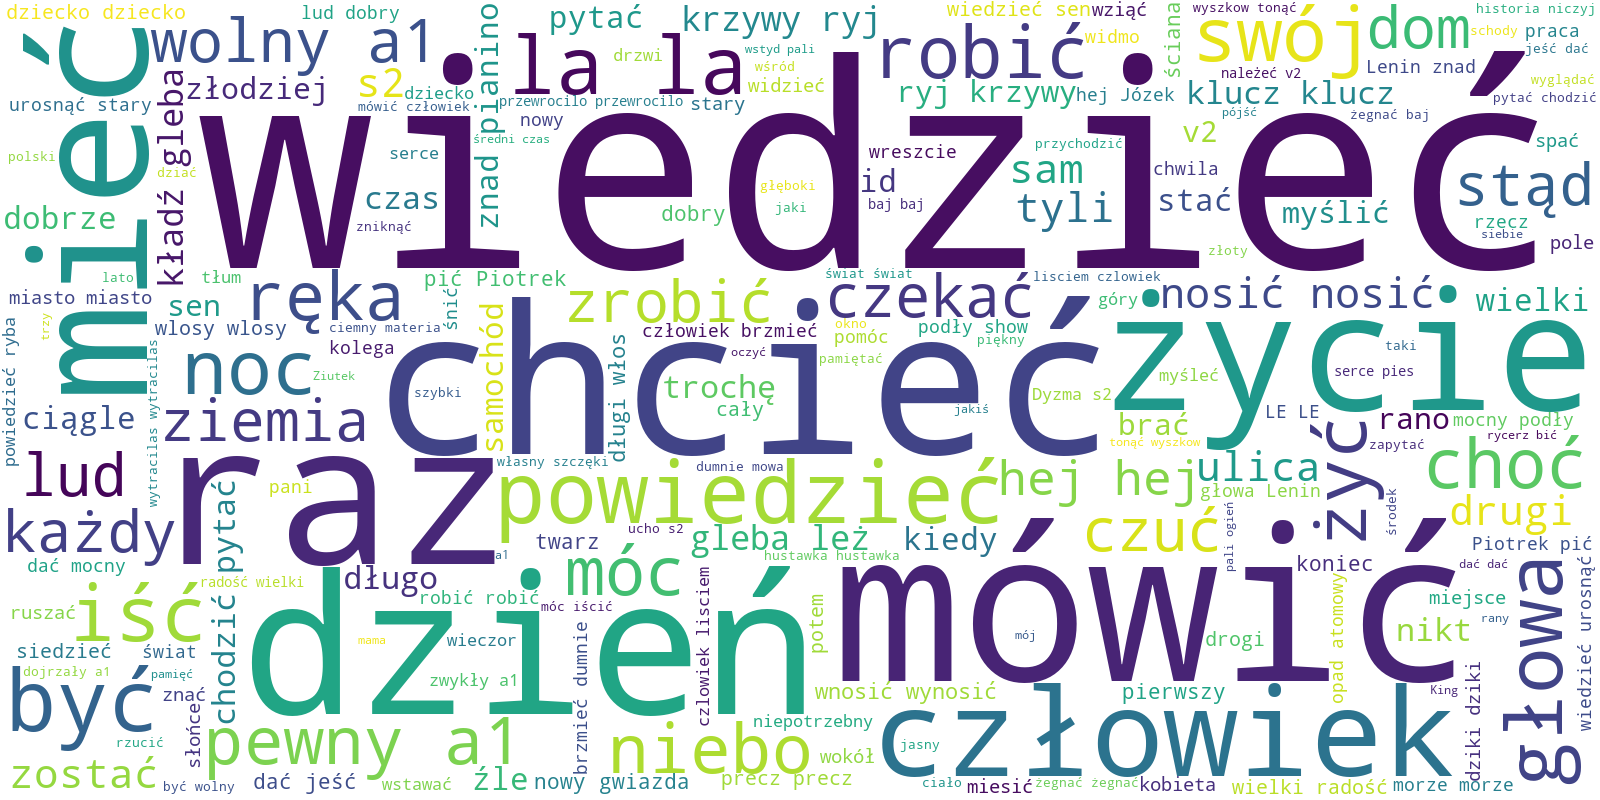 dziecko dziecko
lud dobry
pytać
krzywy ryj
wiedzieć sen
wziąć
wyszkow tonąć
historia niczyj
mieć
wolny a1
znad pianino
la la
drzwi
wstyd pali
wśród
robić
widmo
ściana
swój
dom
schody
praca
jeść dać
złodziej
s2
dziecko
widzieć
należeć v2
Lenin znad
wyglądać
urosnąć stary
mówić człowiek
przewrocilo przewrocilo
stary
ryj krzywy
hej Józek
klucz klucz
pytać chodzić
kładź gleba
nowy
pójść
żegnać baj
wiedzieć
średni czas
v2
spać
polski
serce
wreszcie
przychodzić
dziać
czas
głęboki
id
sam
chwila
stąd
dobrze
zniknąć
dobry
jaki
baj baj
tyli
stać
myślić
rzecz
siebie
pole
złoty
lato
tłum
pić Piotrek
świat świat
lisciem człowiek
miasto miasto
sen
ręka
snić
zrobić
czekać
góry
nosić nosić
wielki
trzy
powiedzieć ryba
wlosy wlosy
ciemny materia
samochód
człowiek brzmieć
okno
pomóc
podły show
piękny
życie
kolega
oczyć
pamiętać
taki
noc
Ziutek
chcieć
długi włos
trochę
myśleć
serce pies
szybki
cały
jakiś
Dyzma s2
ciągle
ziemia
brać
LE LE
rano
mocny podły
wytracilas wytracilas
tonąć wyszkow
żyć
zapytać
rycerz bić
lud
raz
własny szczęki
dumnie mowa
ulica
choć
pani
powiedzieć
hej hej
głowa Lenin
środek
każdy
chodzić pytać
ucho s2
czuć
pali ogień
drugi
twarz
gleba leż
kiedy
a1
hustawka hustawka
koniec
Piotrek pić
dać mocny
radość wielki
długo
móc
mówić
dać dać
głowa
wiedzieć urosnąć
iść
dzień
robić robić
móc iścić
człowiek lisciem
potem
opad atomowy
miejsce
ruszać
nikt
rany
siedzieć
świat
mama
wieczor
brzmieć dumnie
mój
drogi
dojrzały a1
pamięć
zwykły a1
być
znać
wnosić wynosić
pierwszy
King
dziki dziki
słońce
niepotrzebny
człowiek
rzucić
pewny a1
niebo
wokół
jasny
zostać
być wolny
dać jeść
wstawać
źle
nowy gwiazda
precz precz
ciało
miesić
żegnać żegnać
kobieta
wielki radość
morze morze